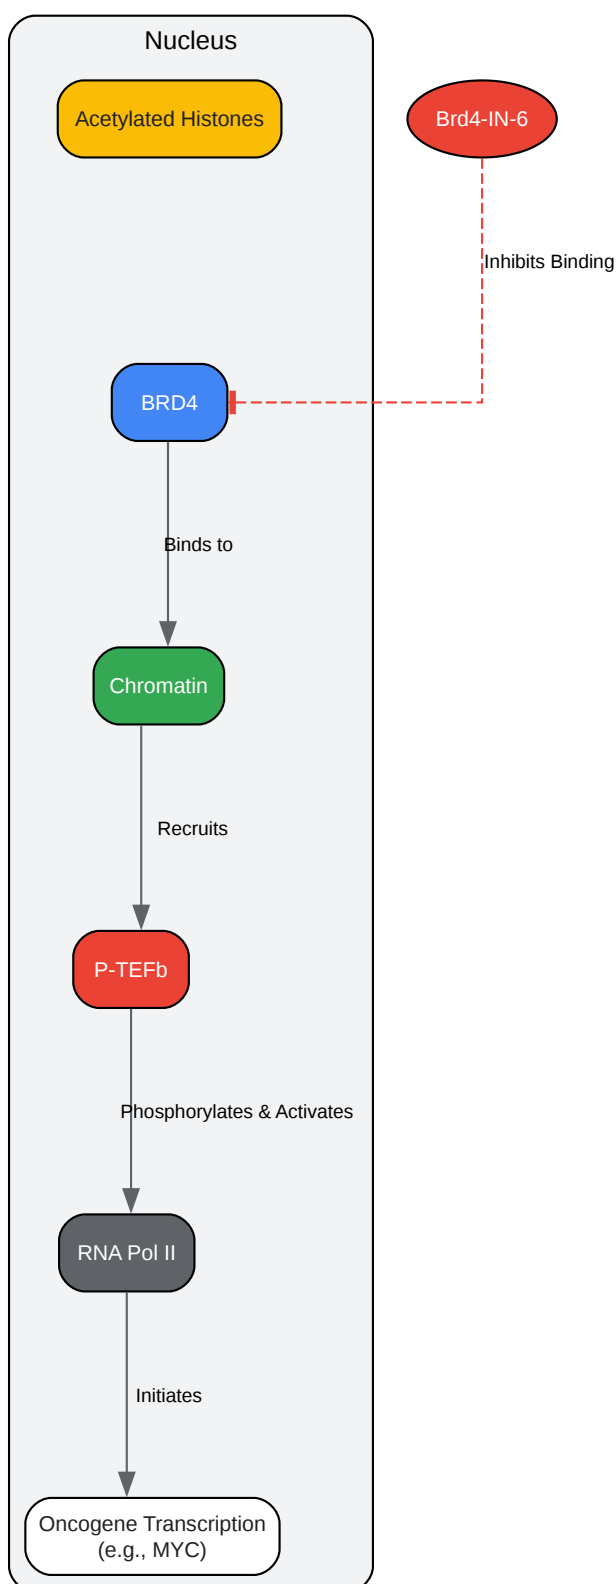 Nucleus
Acetylated Histones
Brd4-IN-6
Inhibits Binding
BRD4
Binds to
Chromatin
Recruits
P-TEFb
Phosphorylates & Activates
RNA Pol II
Initiates
Oncogene Transcription
(e.g., MYC)